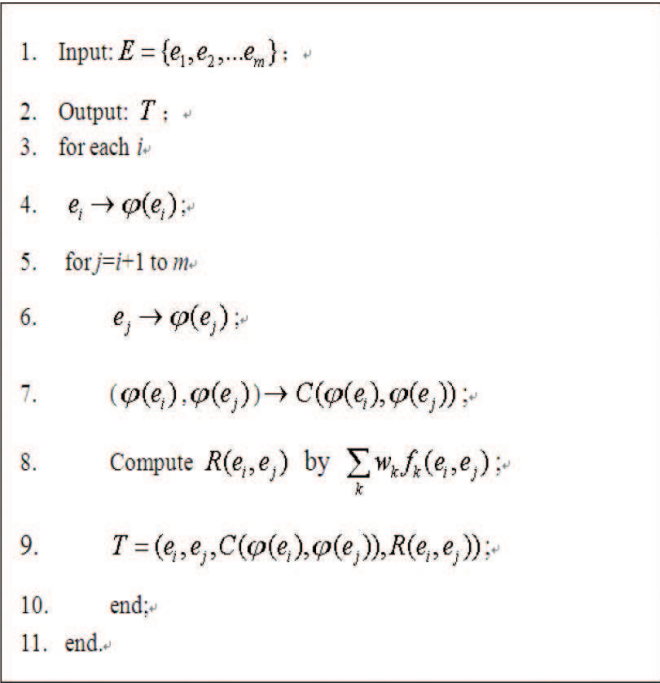 1. Input: E = {e₁,e₂,...eₘ}; ↵
2. Output: T ; ↵
3. for each i↵
4. eᵢ → φ(eᵢ);↵
5. for j=i+1 to m↵
6. eⱼ → φ(eⱼ);↵
7. (φ(eᵢ),φ(eⱼ))→ C(φ(eᵢ),φ(eⱼ));↵
8. Compute R(eᵢ,eⱼ) by ∑ₖ wₖfₖ(eᵢ,eⱼ);↵
9. T = (eᵢ,eⱼ,C(φ(eᵢ),φ(eⱼ)),R(eᵢ,eⱼ));↵
10. end;↵
11. end.↵